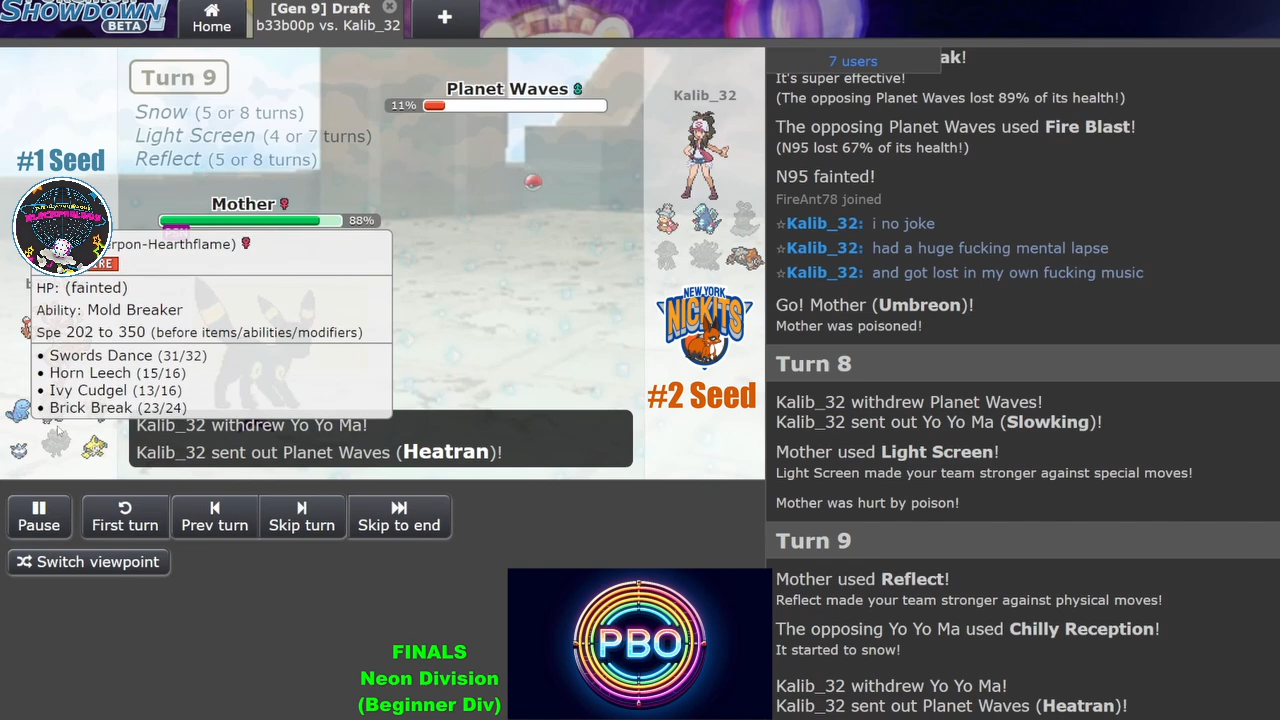 SHOWDOWN
BETA
Home
[Gen 9] Draft
b33b00p vs. Kalib_32
Turn 9
Snow (5 or 8 turns)
Light Screen (4 or 7 turns)
Reflect (5 or 8 turns)
Planet Waves
11%
#1 Seed
Mother
88%
PSN
erpon-Hearthflame)
HP: (fainted)
Ability: Mold Breaker
Spe 202 to 350 (before items/abilities/modifiers)
• Swords Dance (31/32)
• Horn Leech (15/16)
• Ivy Cudgel (13/16)
• Brick Break (23/24)
Kalib_32 withdrew Yo Yo Ma!
Kalib_32 sent out Planet Waves (Heatran)!
Kalib_32
NEW YORK
NICKITS
#2 Seed
Pause
First turn
Prev turn
Skip turn
Skip to end
Switch viewpoint
FINALS
Neon Division
(Beginner Div)
PBO
7 users
ak!
It's super effective!
(The opposing Planet Waves lost 89% of its health!)
The opposing Planet Waves used Fire Blast!
(N95 lost 67% of its health!)
N95 fainted!
FireAnt78 joined
☆Kalib_32: i no joke
☆Kalib_32: had a huge fucking mental lapse
☆Kalib_32: and got lost in my own fucking music
Go! Mother (Umbreon)!
Mother was poisoned!
Turn 8
Kalib_32 withdrew Planet Waves!
Kalib_32 sent out Yo Yo Ma (Slowking)!
Mother used Light Screen!
Light Screen made your team stronger against special moves!
Mother was hurt by poison!
Turn 9
Mother used Reflect!
Reflect made your team stronger against physical moves!
The opposing Yo Yo Ma used Chilly Reception!
It started to snow!
Kalib_32 withdrew Yo Yo Ma!
Kalib_32 sent out Planet Waves (Heatran)!